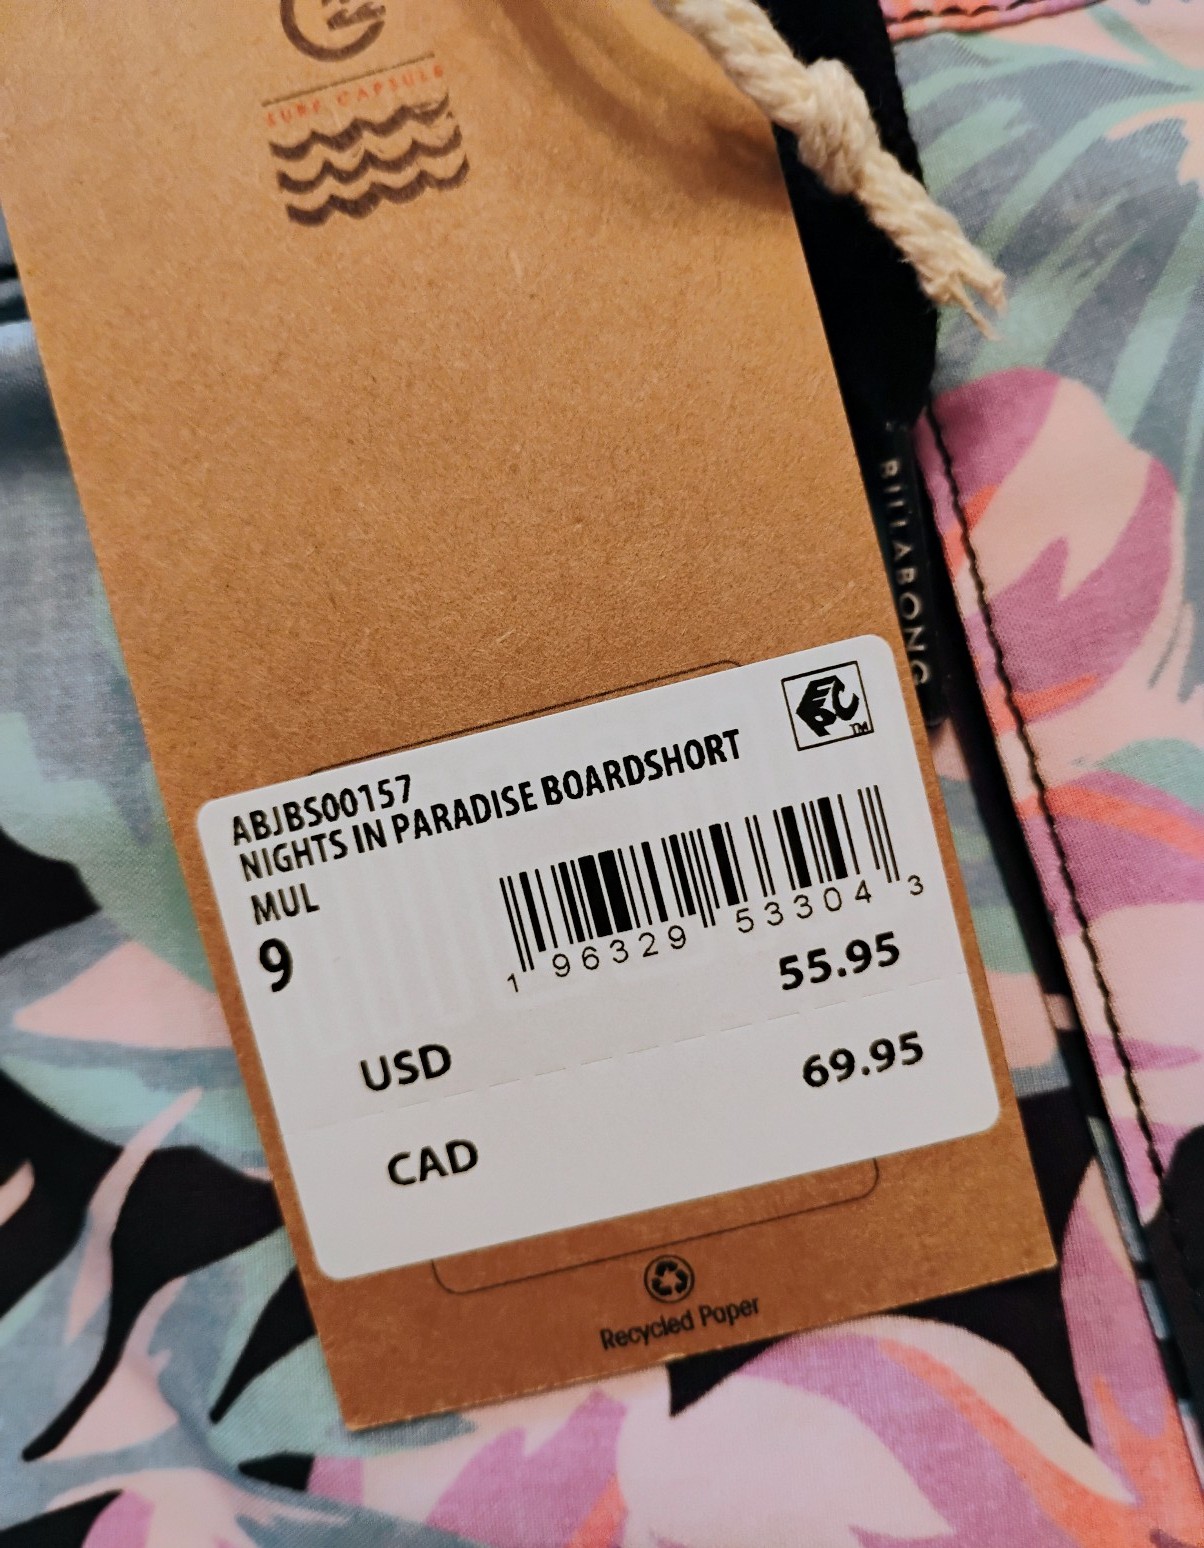 SURF CAPSULE
BILLABONG
ABJBS00157
NIGHTS IN PARADISE BOARDSHORT
MUL
9
EPC™
1 96329 53304 3
USD 55.95
CAD 69.95
Recycled Paper